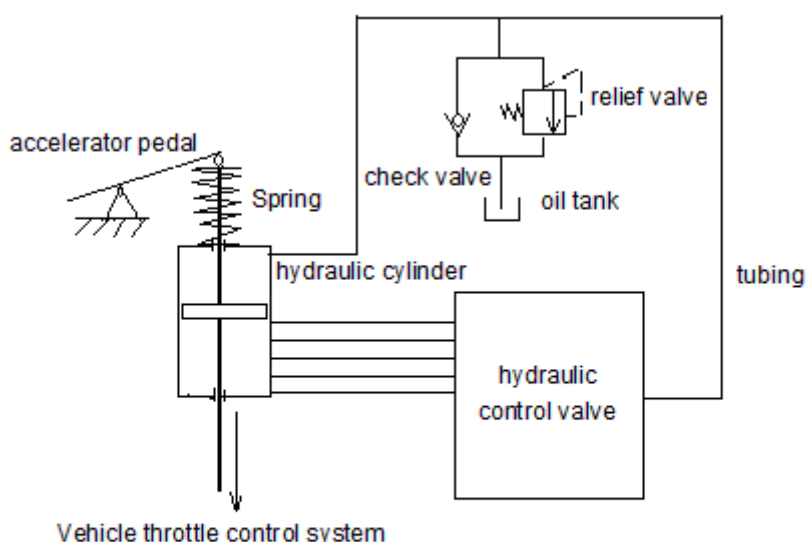 relief valve
accelerator pedal
check valve
oil tank
Spring
hydraulic cylinder
tubing
hydraulic
control valve
Vehicle throttle control system